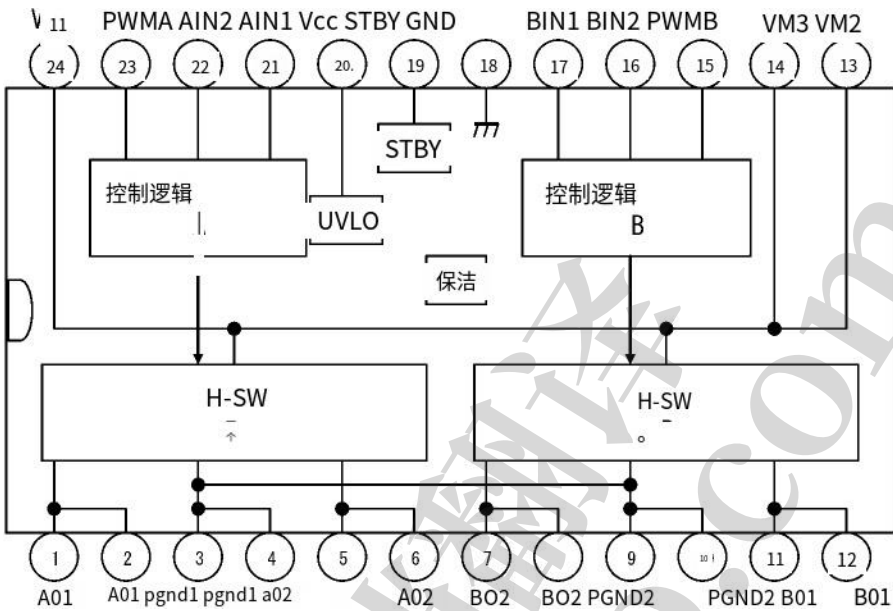 V 11 PWMA AIN2 AIN1 Vcc STBY GND BIN1 BIN2 PWMB VM3 VM2
24 23 22 21 20. 19 18 17 16 15 14 13
STBY
控制逻辑
控制逻辑
UVLO
B
保洁
H-SW
H-SW
1 2 3 4 5 6 7 9 10 11 12
A01 A01 pgnd1 pgnd1 a02 A02 BO2 BO2 PGND2 PGND2 B01 B01